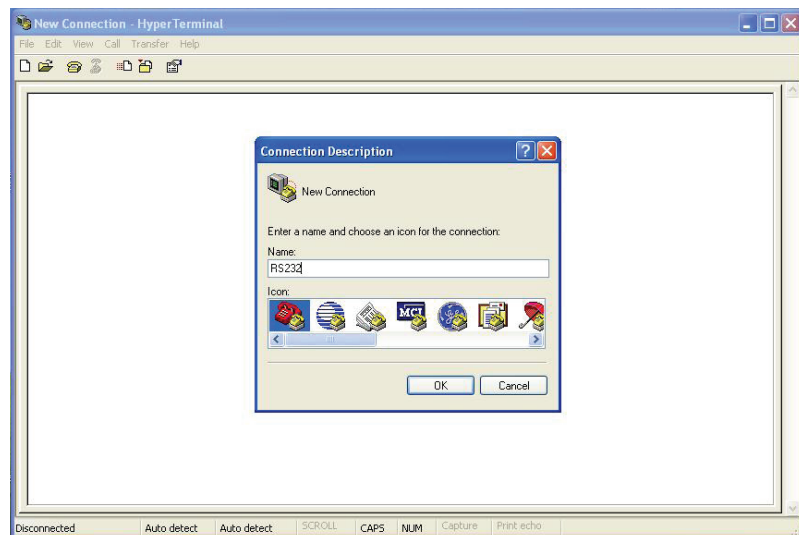 New Connection - HyperTerminal
File Edit View Call Transfer Help
Connection Description
New Connection
Enter a name and choose an icon for the connection:
Name:
RS232
Icon:
MCI
OK Cancel
Disconnected Auto detect Auto detect SCROLL CAPS NUM Capture Print echo